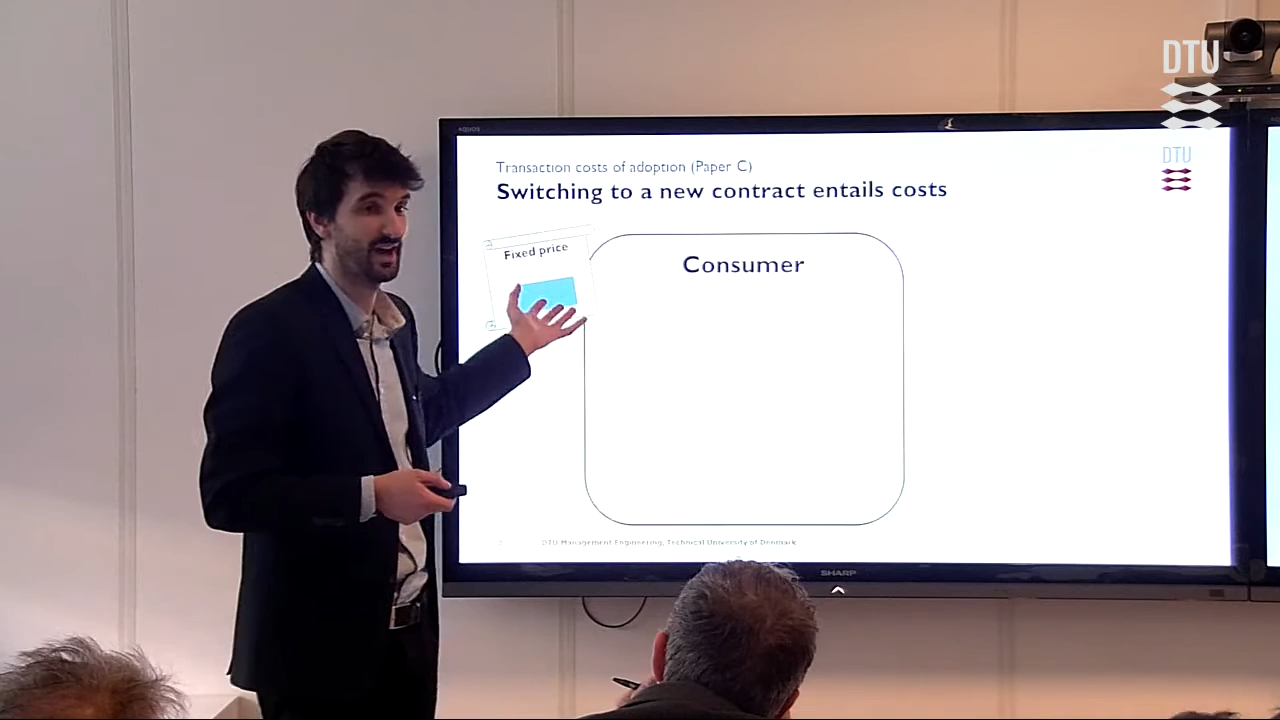 DTU
AQUOS
Transaction costs of adoption (Paper C)
DTU
Switching to a new contract entails costs
Fixed price
Consumer
DTU Management Engineering, Technical University of Denmark
SHARP